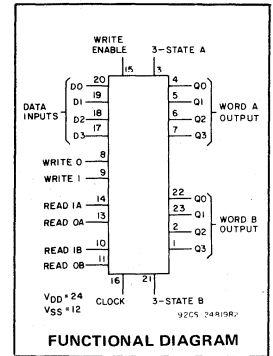 WRITE
ENABLE
3-STATE A
15
3
DATA
INPUTS
D0 20
D1 19
D2 18
D3 17
4 Q0
5 Q1
6 Q2
7 Q3
WORD A
OUTPUT
WRITE 0 8
WRITE 1 9
READ 1A 14
READ 0A 13
READ 1B 10
READ 0B 11
22 Q0
23 Q1
2 Q2
1 Q3
WORD B
OUTPUT
16
21
VDD = 24
VSS = 12
CLOCK
3-STATE B
92CS-24819R2
FUNCTIONAL DIAGRAM